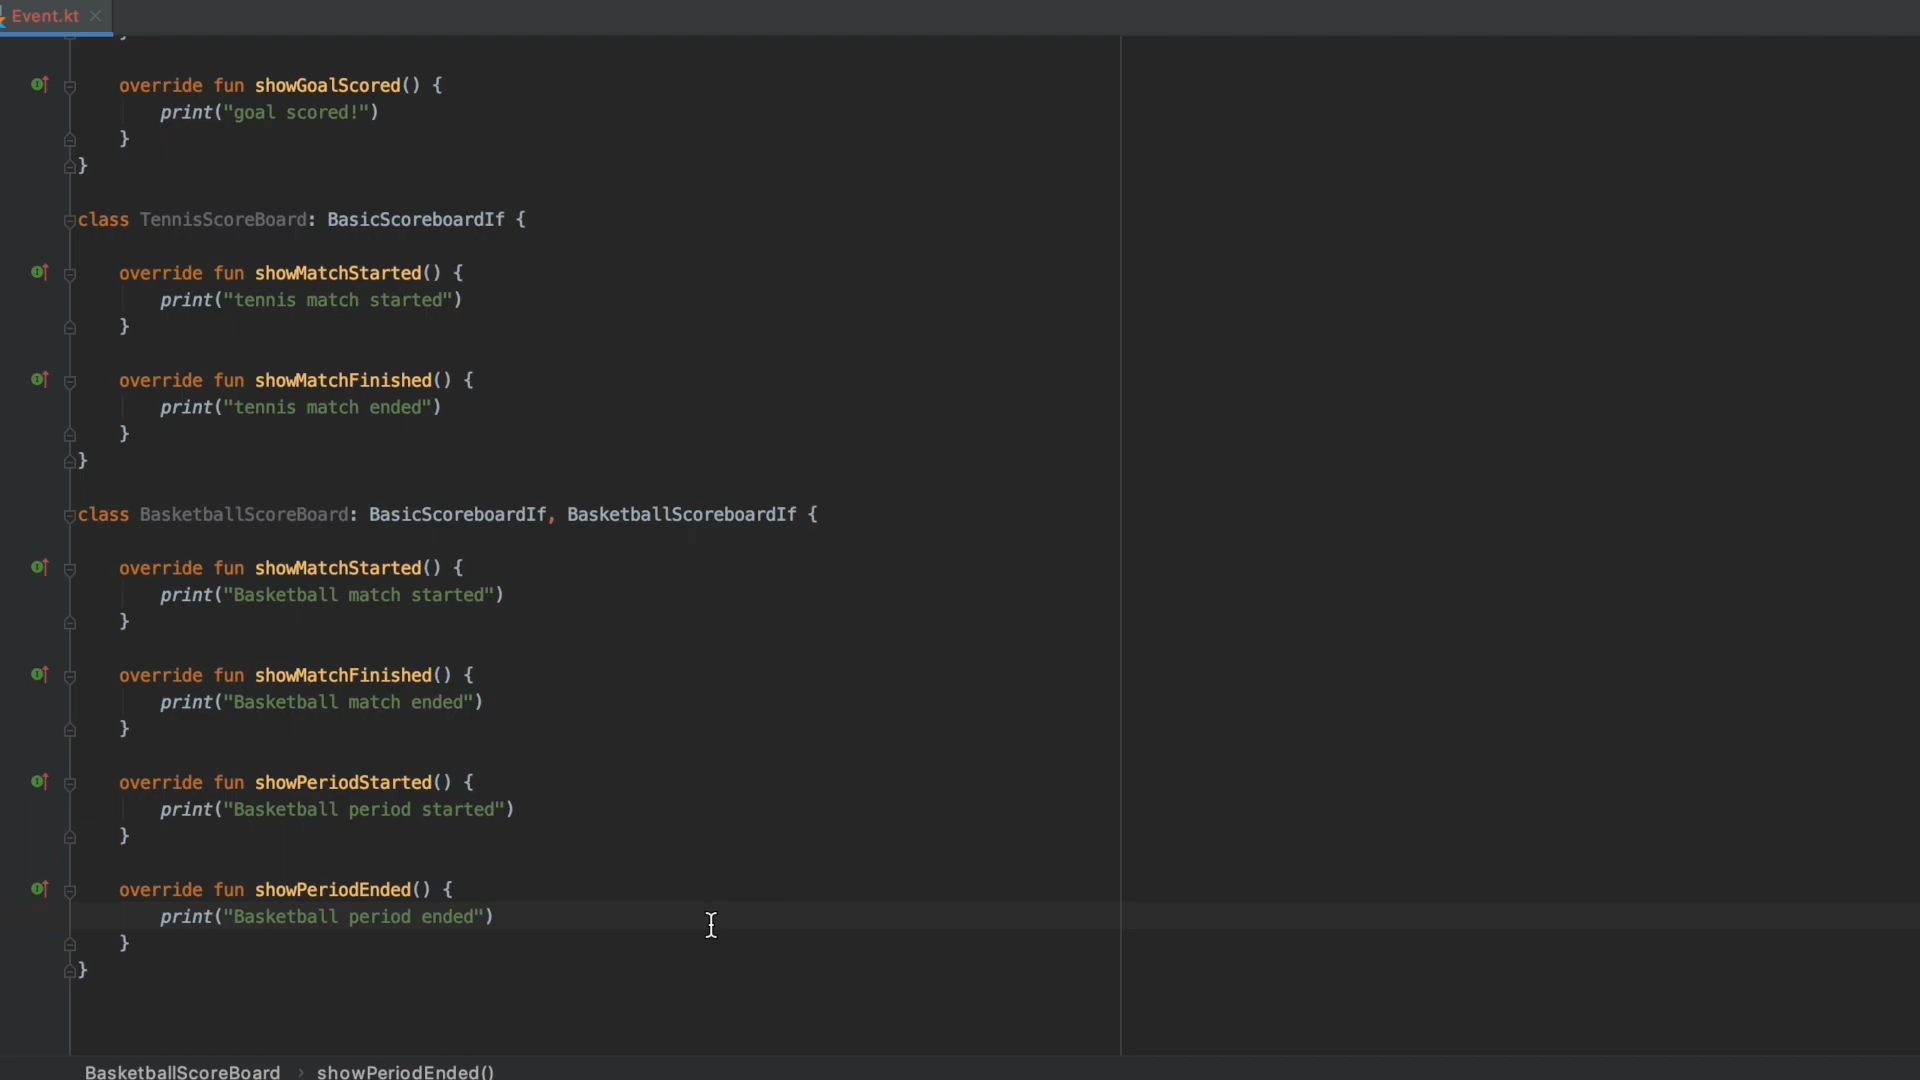 Event.kt
}
override fun showGoalScored() {
print("goal scored!")
}
}
class TennisScoreBoard: BasicScoreboardIf {
override fun showMatchStarted() {
print("tennis match started")
}
override fun showMatchFinished() {
print("tennis match ended")
}
}
class BasketballScoreBoard: BasicScoreboardIf, BasketballScoreboardIf {
override fun showMatchStarted() {
print("Basketball match started")
}
override fun showMatchFinished() {
print("Basketball match ended")
}
override fun showPeriodStarted() {
print("Basketball period started")
}
override fun showPeriodEnded() {
print("Basketball period ended")
}
}
BasketballScoreBoard › showPeriodEnded()